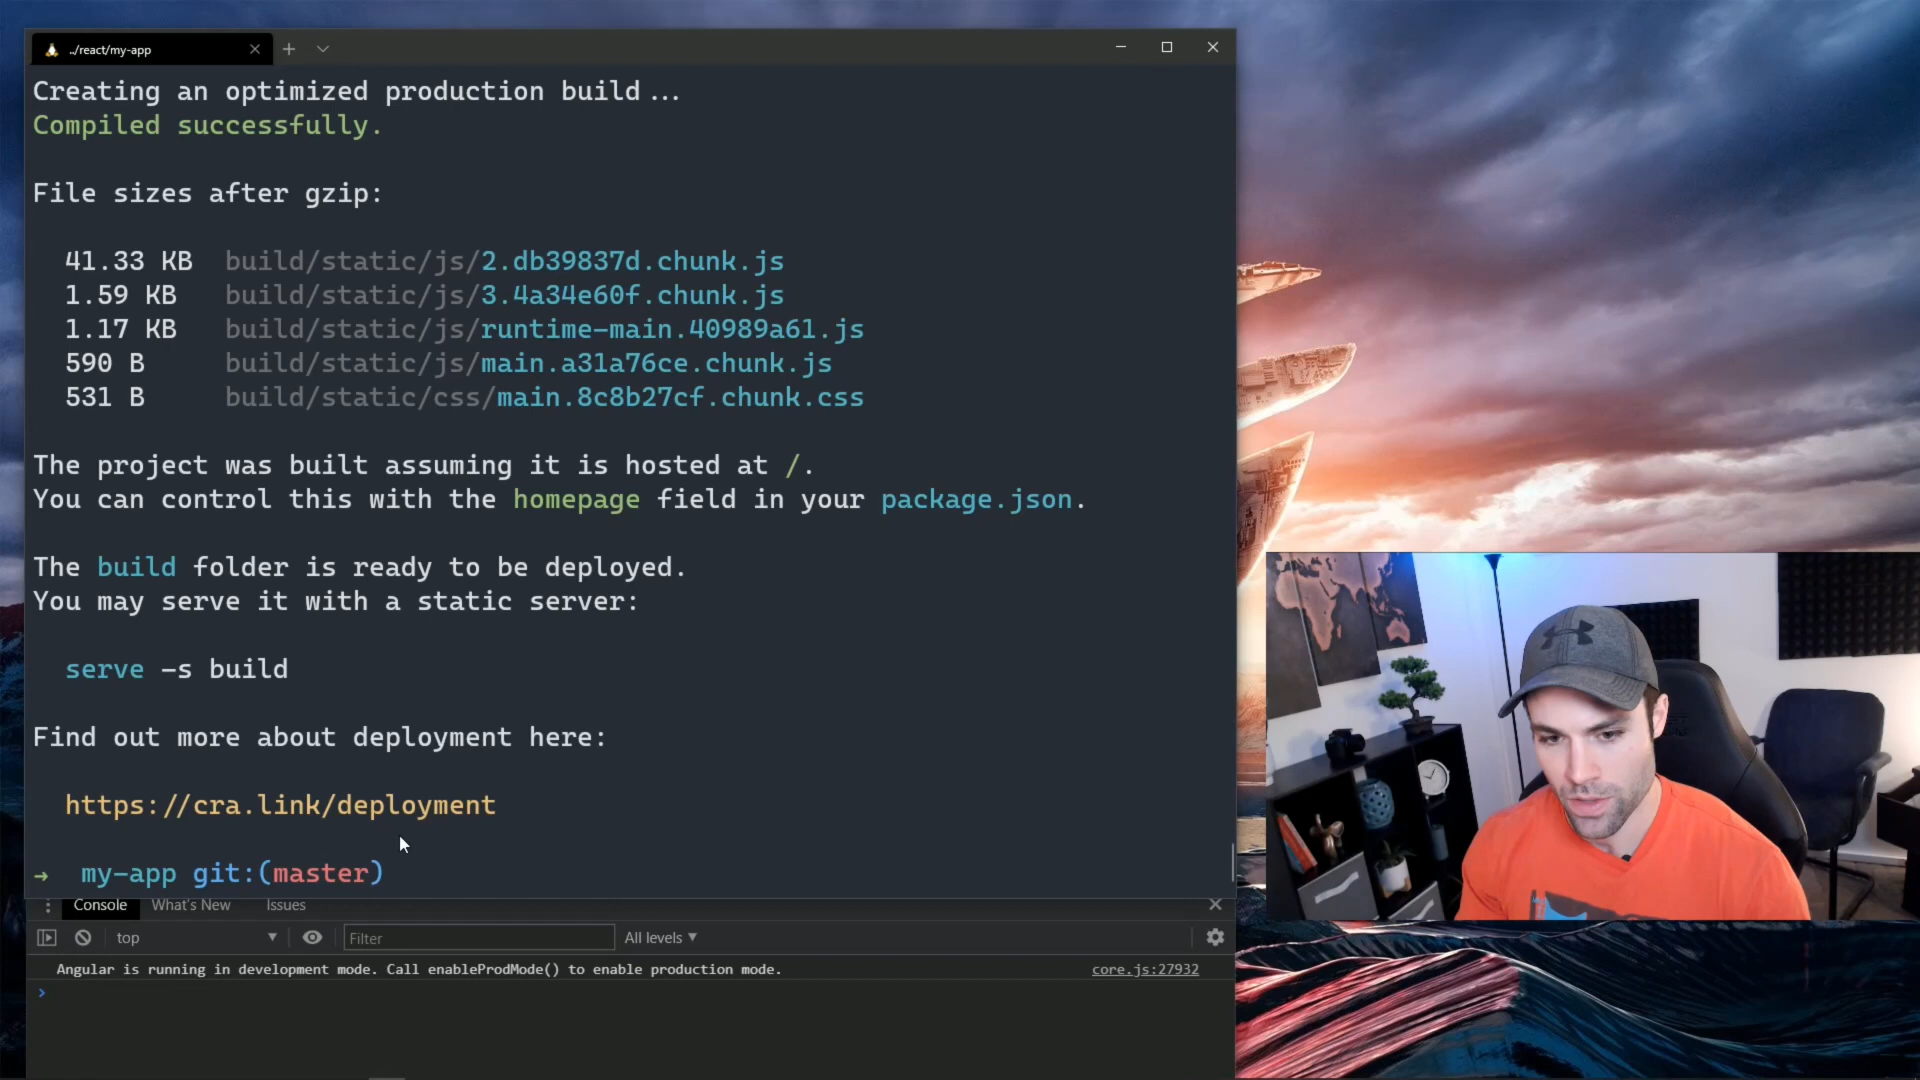 ../react/my-app
Creating an optimized production build...
Compiled successfully.
File sizes after gzip:
41.33 KB build/static/js/2.db39837d.chunk.js
1.59 KB build/static/js/3.4a34e60f.chunk.js
1.17 KB build/static/js/runtime-main.40989a61.js
590 B build/static/js/main.a31a76ce.chunk.js
531 B build/static/css/main.8c8b27cf.chunk.css
The project was built assuming it is hosted at /.
You can control this with the homepage field in your package.json.
The build folder is ready to be deployed.
You may serve it with a static server:
serve -s build
Find out more about deployment here:
https://cra.link/deployment
→ my-app git:(master)
Console What's New Issues
top Filter All levels
Angular is running in development mode. Call enableProdMode() to enable production mode. core.js:27932
>